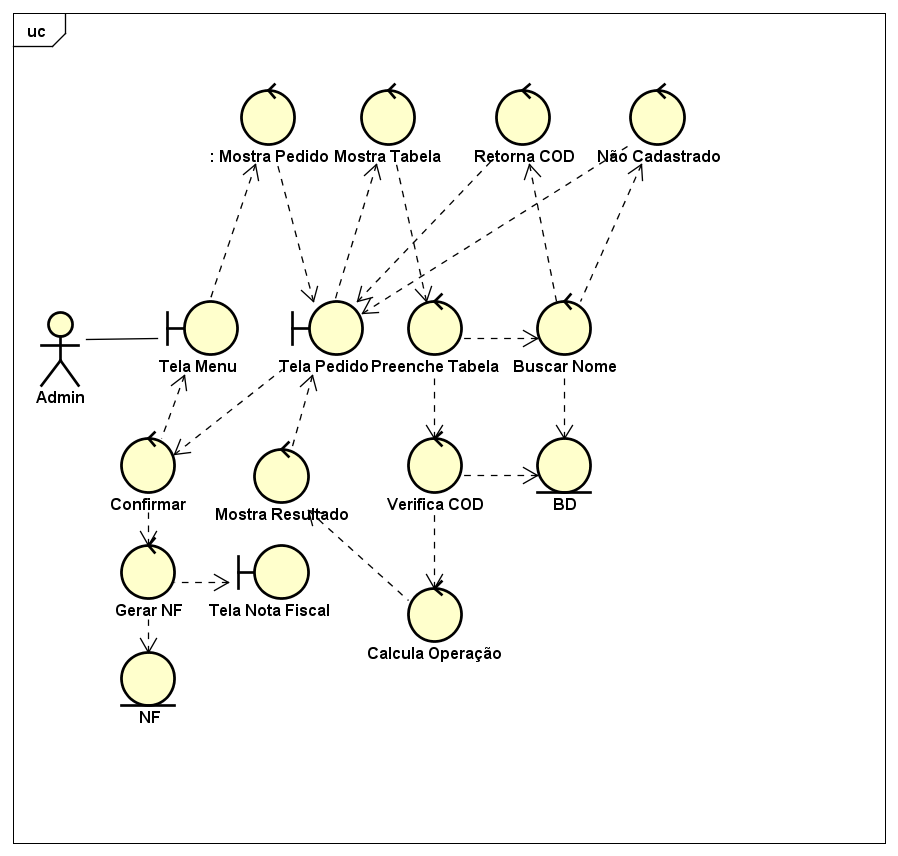 uc
: Mostra Pedido
Mostra Tabela
Retorna COD
Não Cadastrado
Admin
Tela Menu
Tela Pedido
Preenche Tabela
Buscar Nome
Confirmar
Mostra Resultado
Verifica COD
BD
Gerar NF
Tela Nota Fiscal
Calcula Operação
NF